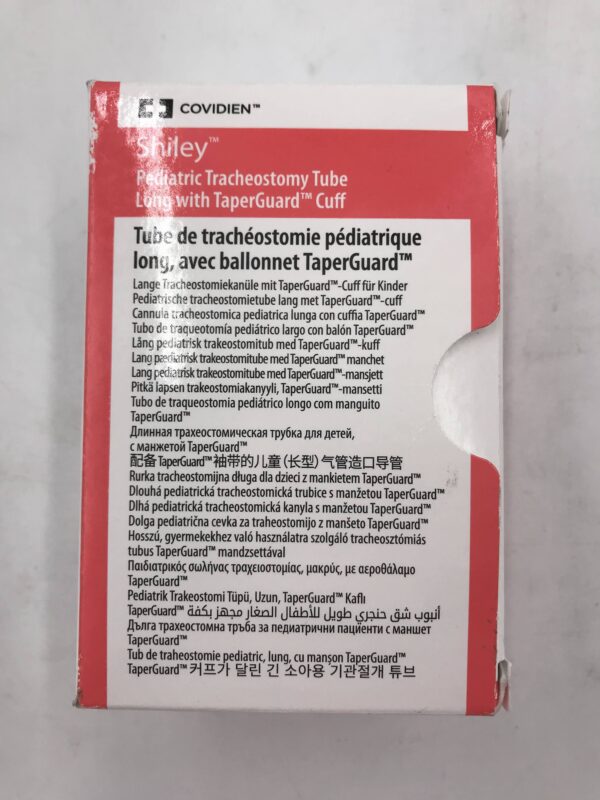 COVIDIEN™
Shiley™
Pediatric Tracheostomy Tube
Long with TaperGuard™ Cuff
Tube de trachéostomie pédiatrique
long, avec ballonnet TaperGuard™
Lange Tracheostomiekanüle mit TaperGuard™-Cuff für Kinder
Pediatrische tracheostomietube lang met TaperGuard™-cuff
Cannula tracheostomica pediatrica lunga con cuffia TaperGuard™
Tubo de traqueotomía pediátrico largo con balón TaperGuard™
Lång pediatrisk trakeostomitub med TaperGuard™-kuff
Lang pædiatrisk trakeostomitube med TaperGuard™ manchet
Lang pediatrisk trakeostomitube med TaperGuard™-mansjett
Pitkä lapsen trakeostomiakanyyli, TaperGuard™-mansetti
Tubo de traqueostomia pediátrico longo com manguito
TaperGuard™
Длинная трахеостомическая трубка для детей,
с манжетой TaperGuard™
配备 TaperGuard™ 袖带的儿童（长型）气管造口导管
Rurka tracheostomijna długa dla dzieci z mankietem TaperGuard™
Dlouhá pediatrická tracheostomická trubice s manžetou TaperGuard™
Dlhá pediatrická tracheostomická kanyla s manžetou TaperGuard™
Dolga pediatrična cevka za traheostomijo z manšeto TaperGuard™
Hosszú, gyermekekhez való használatra szolgáló tracheosztómiás
tubus TaperGuard™ mandzsettával
Παιδιατρικός σωλήνας τραχειοστομίας, μακρύς, με αεροθάλαμο
TaperGuard™
Pediatrik Trakeostomi Tüpü, Uzun, TaperGuard™ Kaflı
أنبوب شق حنجري طويل للأطفال الصغار مجهز بكفة TaperGuard™
Дълга трахеостомна тръба за педиатрични пациенти с маншет
TaperGuard™
Tub de traheostomie pediatric, lung, cu manşon TaperGuard™
TaperGuard™ 커프가 달린 긴 소아용 기관절개 튜브